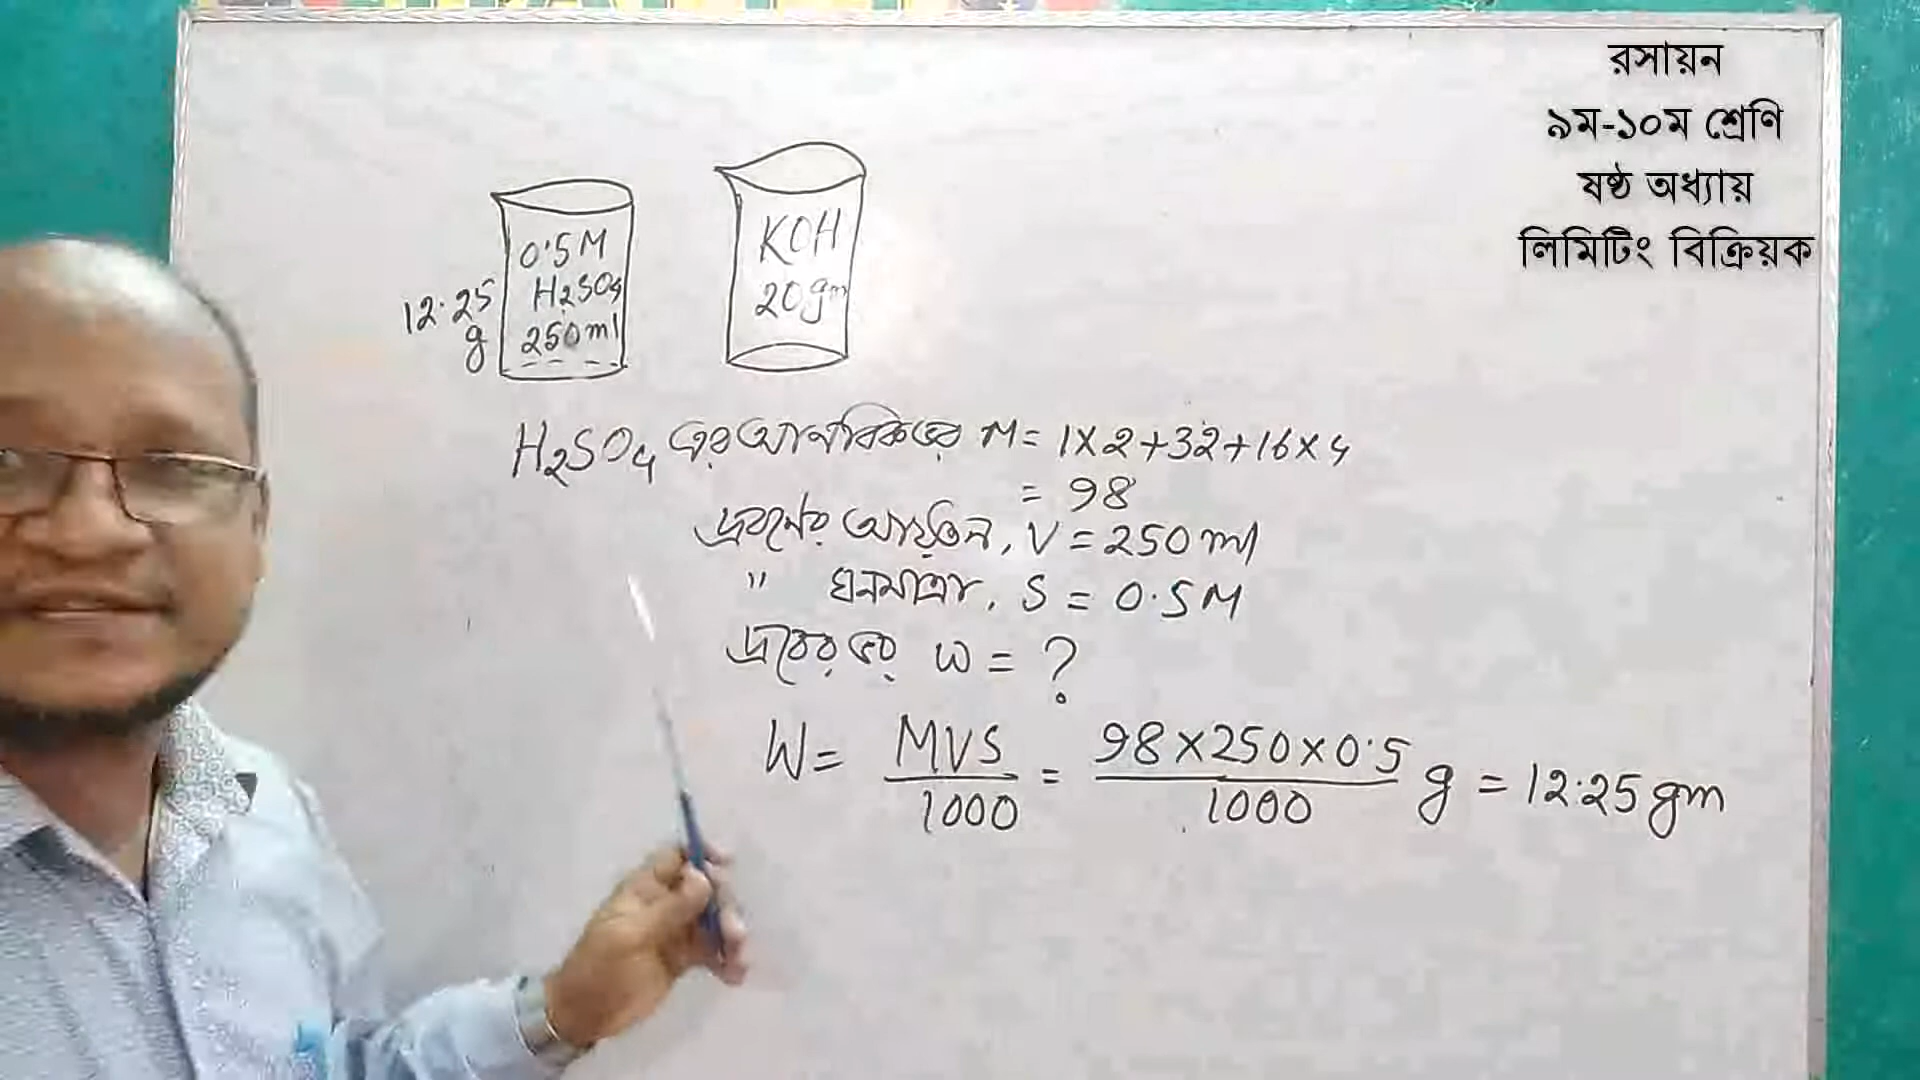 রসায়ন
৯ম-১০ম শ্রেণি
ষষ্ঠ অধ্যায়
লিমিটিং বিক্রিয়ক
0.5M
H₂SO₄
250ml
12.25
g
KOH
20gm
H₂SO₄ এর আণবিক ভর M = 1×2+32+16×4
= 98
দ্রবণের আয়তন, V = 250ml
" ঘনমাত্রা, S = 0.5M
দ্রবের ভর W = ?
W = MVS/1000 = 98×250×0.5/1000 g = 12.25 gm